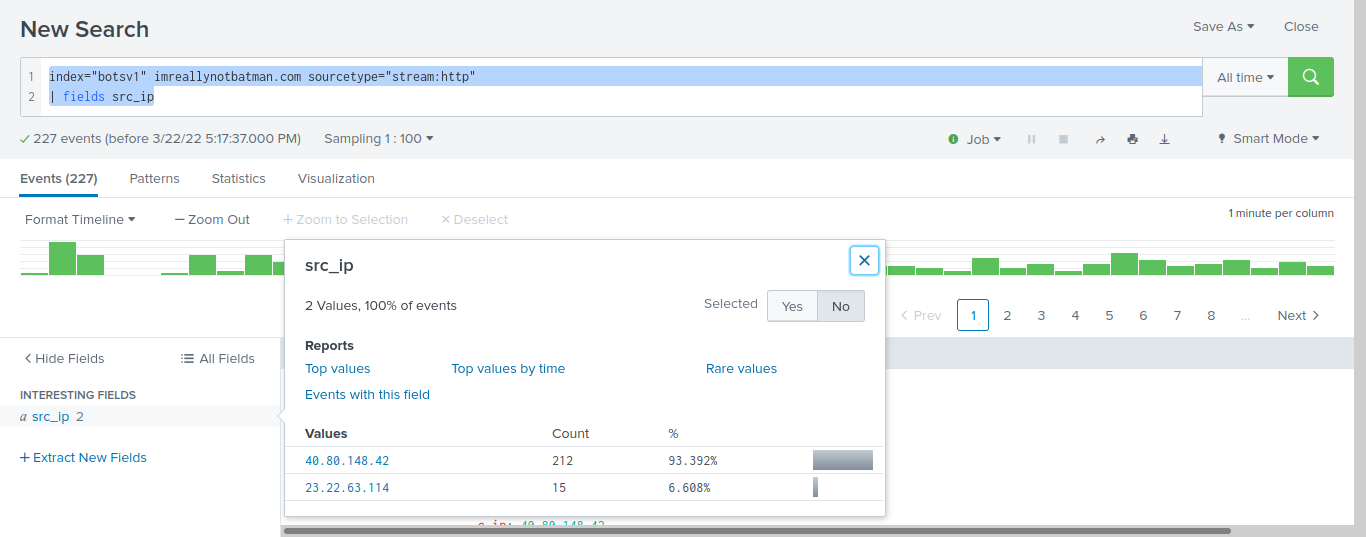 New Search
Save As
Close
1 index="botsv1" imreallynotbatman.com sourcetype="stream:http"
2 | fields src_ip
All time
227 events (before 3/22/22 5:17:37.000 PM)
Sampling 1 : 100
Job
Smart Mode
Events (227)
Patterns
Statistics
Visualization
Format Timeline
Zoom Out
+ Zoom to Selection
× Deselect
1 minute per column
src_ip
2 Values, 100% of events
Selected
Yes
No
Prev
1 2 3 4 5 6 7 8 ... Next
Reports
Hide Fields
All Fields
Top values
Top values by time
Rare values
INTERESTING FIELDS
Events with this field
a src_ip 2
Values Count %
+ Extract New Fields
40.80.148.42 212 93.392%
23.22.63.114 15 6.608%
c_ip: 40.80.148.42